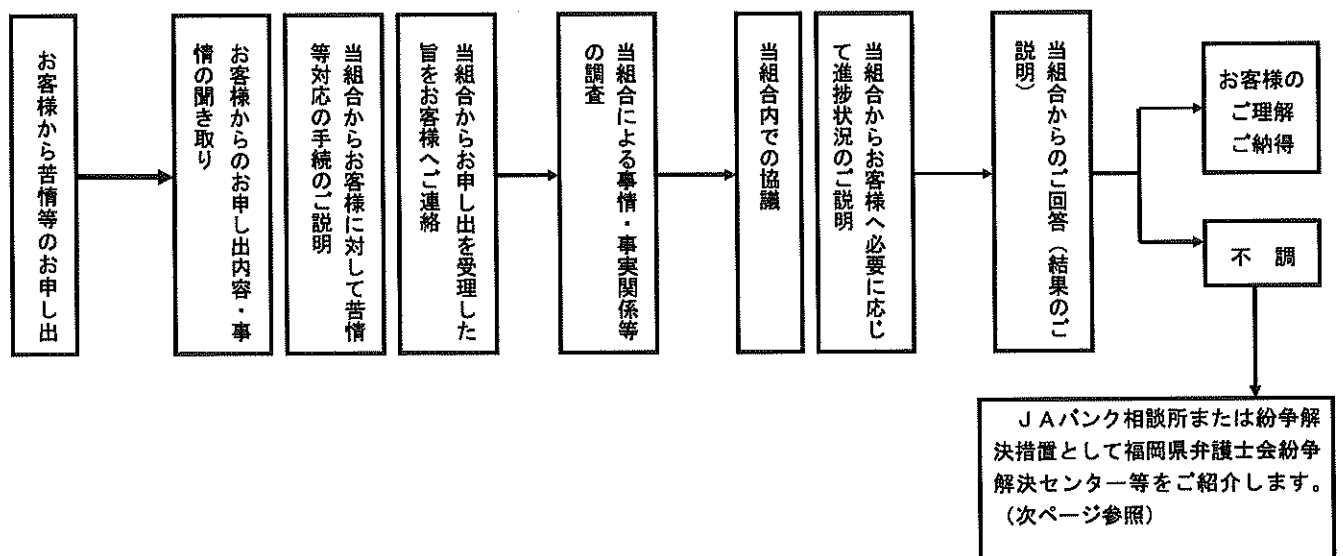 お客様から苦情等のお申し出
お客様からのお申し出内容・事
情の聞き取り
当組合からお客様に対して苦情
等対応の手続のご説明
当組合からお申し出を受理した
旨をお客様へご連絡
当組合による事情・事実関係等
の調査
当組合内での協議
当組合からお客様へ必要に応じ
て進捗状況のご説明
当組合からのご回答（結果のご
説明）
お客様の
ご理解
ご納得
不　調
ＪＡバンク相談所または紛争解
決措置として福岡県弁護士会紛争
解決センター等をご紹介します。
（次ページ参照）